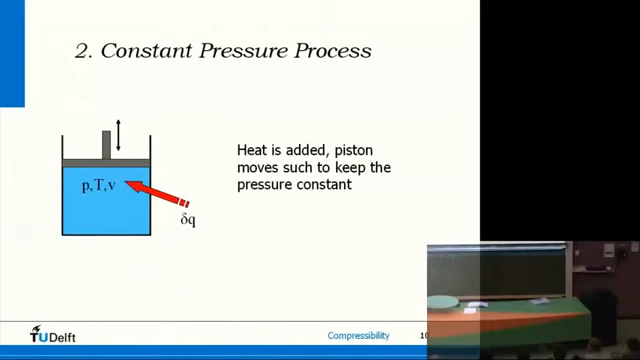 2. Constant Pressure Process
p,T,v
δq
Heat is added, piston
moves such to keep the
pressure constant
TUDelft
Compressibility
10